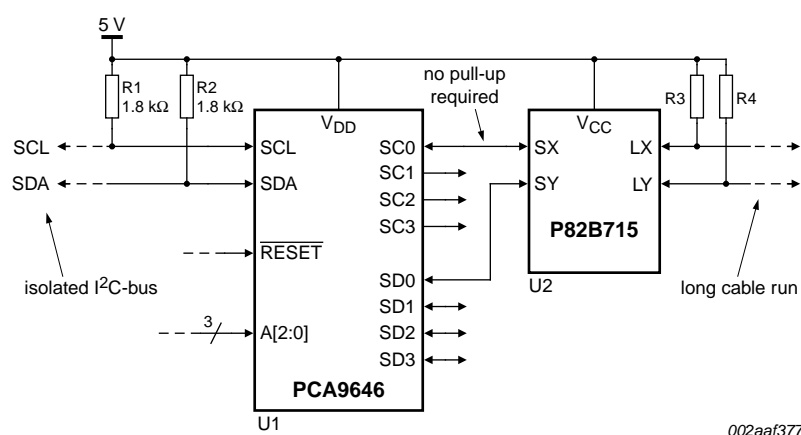 5 V
R1
1.8 kΩ
R2
1.8 kΩ
no pull-up
required
R3
R4
VDD
VCC
SCL
SCL
SC0
SX
LX
SDA
SDA
SC1
SY
LY
SC2
SC3
P82B715
RESET
isolated I2C-bus
SD0
U2
long cable run
SD1
3
A[2:0]
SD2
SD3
PCA9646
U1
002aaf377